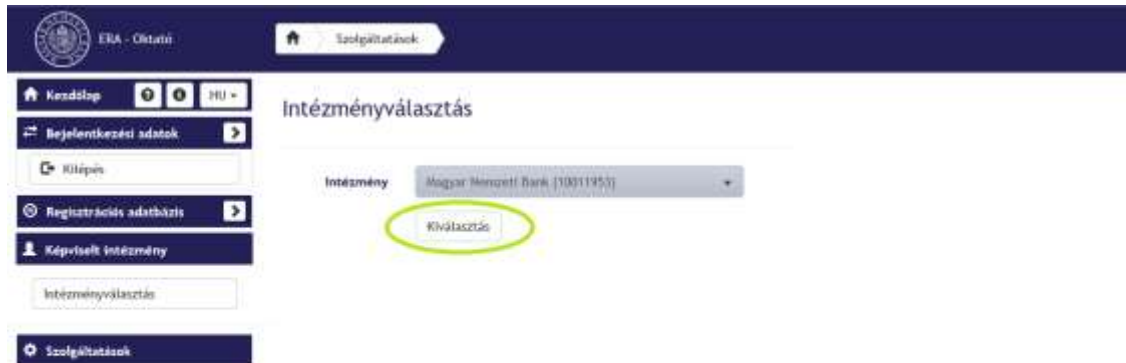 ERA - Oktató
Szolgáltatások
Kezdőlap
HU
Bejelentkezési adatok
Kilépés
Regisztrációs adatbázis
Képviselt intézmény
Intézményválasztás
Szolgáltatások
Intézményválasztás
Intézmény
Magyar Nemzeti Bank (10011953)
Kiválasztás